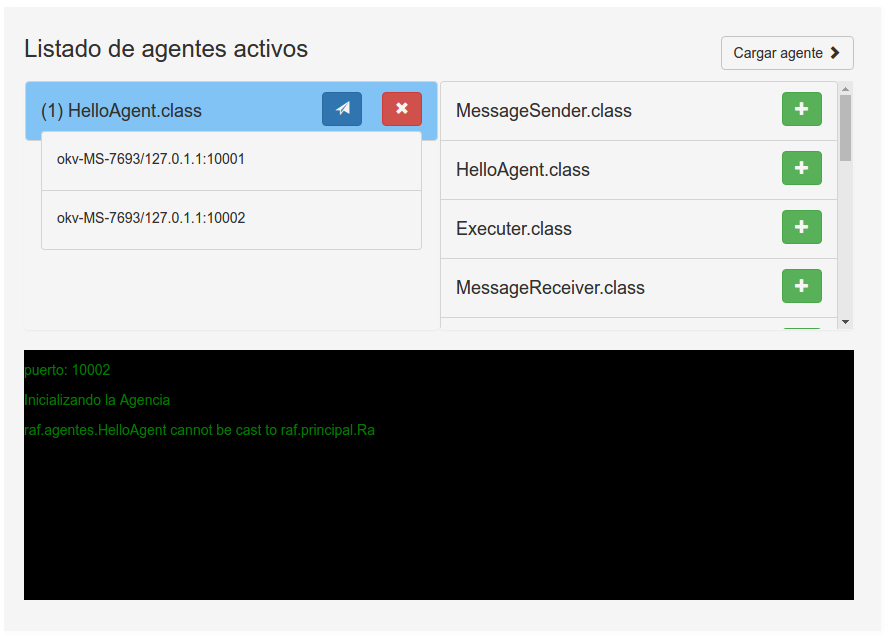 Listado de agentes activos
Cargar agente
(1) HelloAgent.class
okv-MS-7693/127.0.1.1:10001
okv-MS-7693/127.0.1.1:10002
MessageSender.class
HelloAgent.class
Executer.class
MessageReceiver.class
puerto: 10002
Inicializando la Agencia
raf.agentes.HelloAgent cannot be cast to raf.principal.Ra